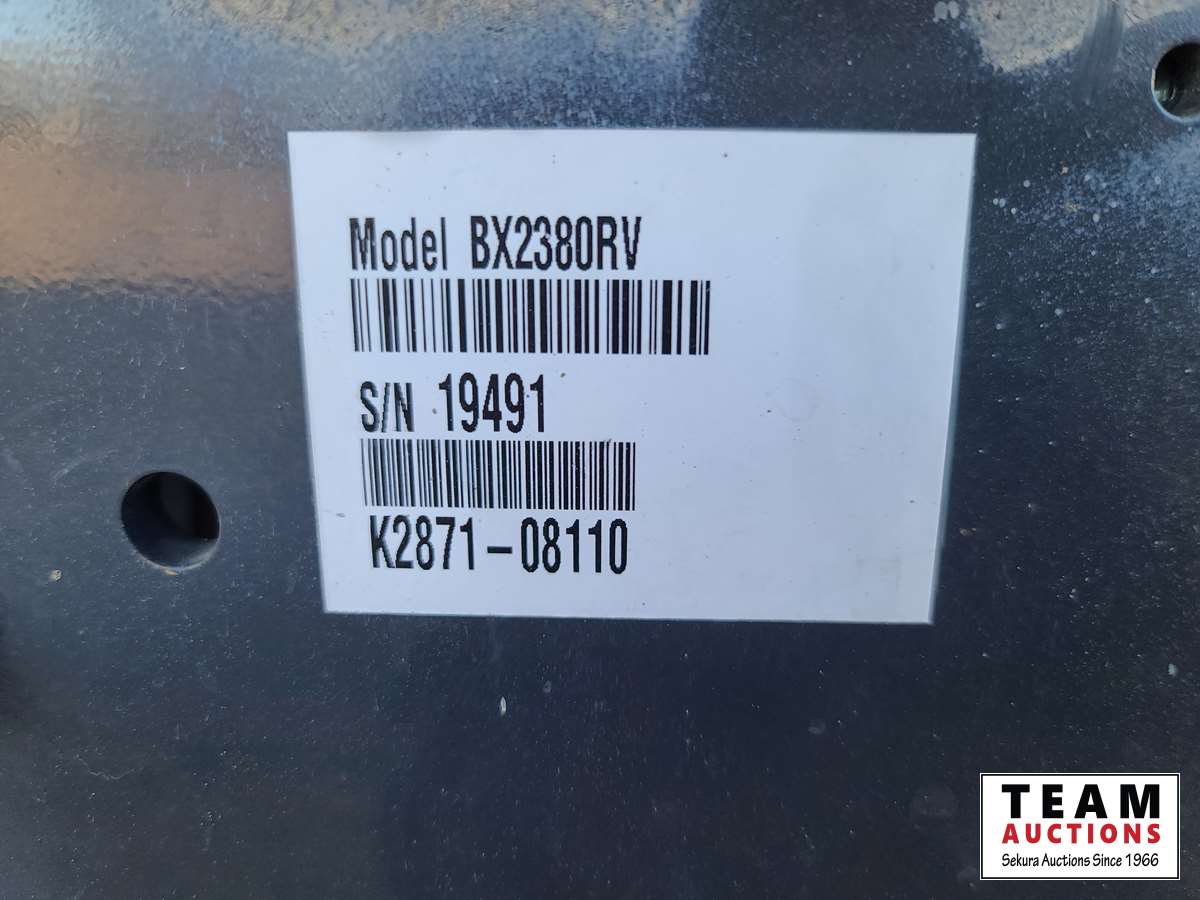 Model BX2380RV
S/N 19491
K2871-08110
TEAM
AUCTIONS
Sekura Auctions Since 1966